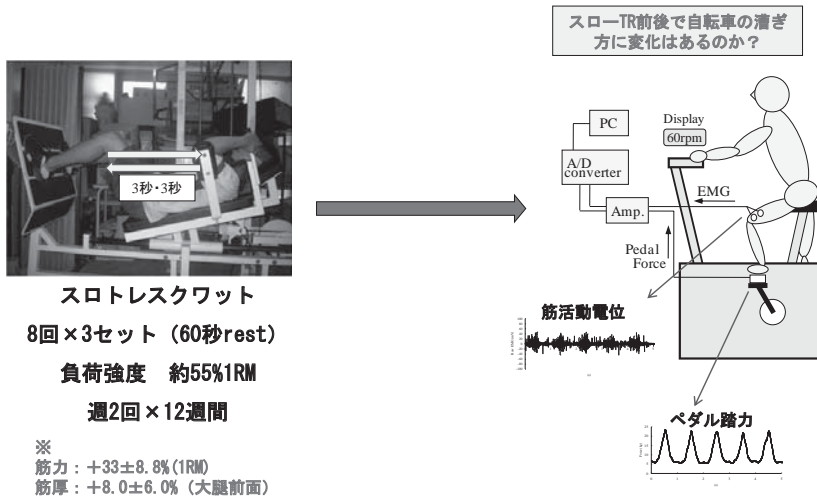 スローTR前後で自転車の漕ぎ
方に変化はあるのか？
3秒・3秒
スロトレスクワット
8回×3セット（60秒rest）
負荷強度　約55%1RM
週2回×12週間
※
筋力：＋33±8.8%(1RM)
筋厚：＋8.0±6.0%（大腿前面）
PC
Display
60rpm
A/D
converter
EMG
Amp.
Pedal
Force
筋活動電位
ペダル踏力